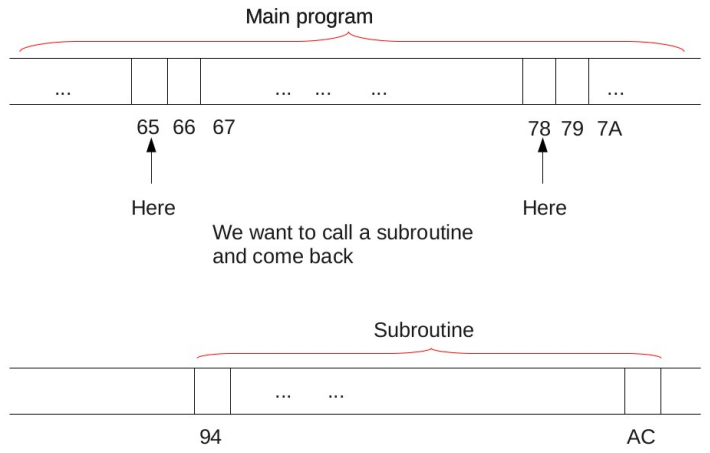 Main program
... ... ... ... ...
65 66 67 78 79 7A
Here Here
We want to call a subroutine
and come back
Subroutine
... ...
94 AC